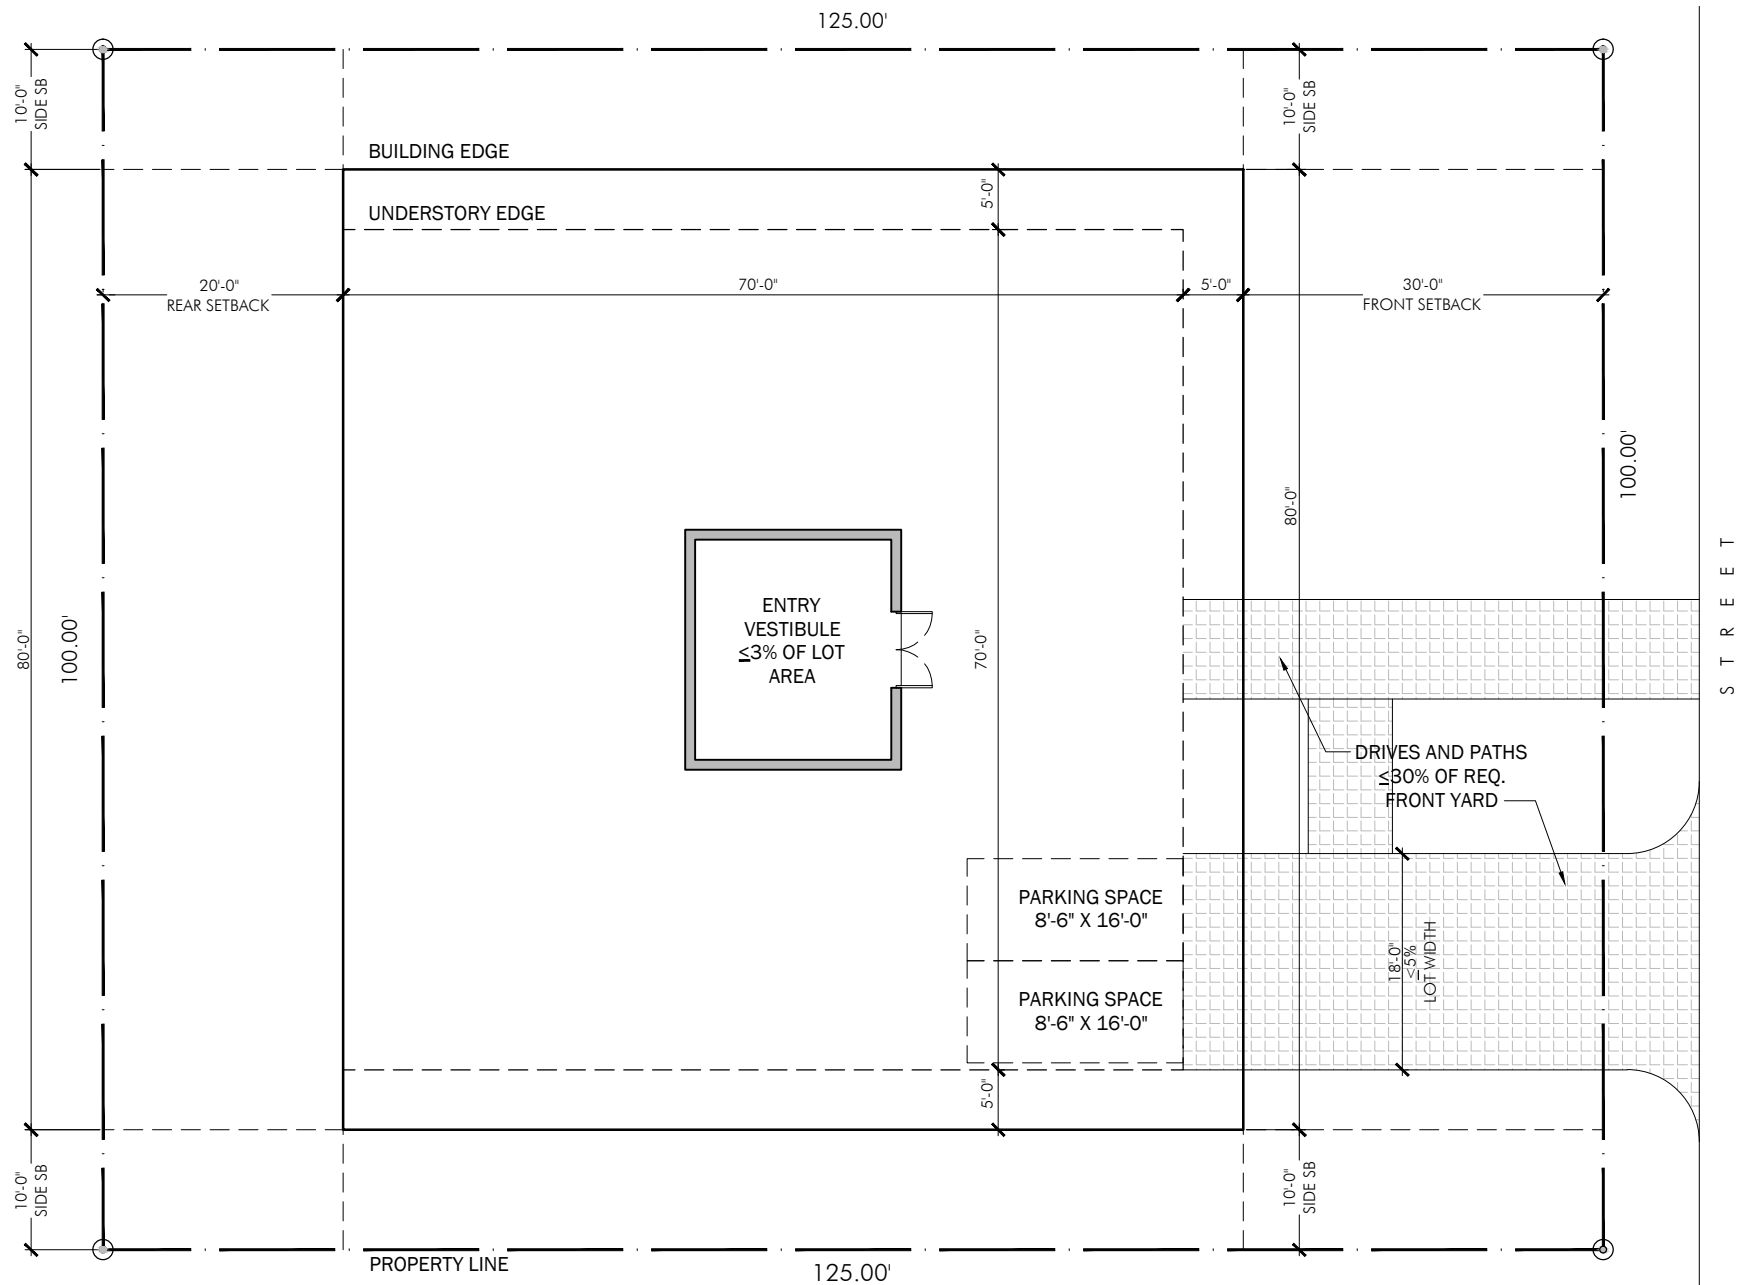 125.00'
10'-0"
SIDE SB
10'-0"
SIDE SB
BUILDING EDGE
5'-0"
UNDERSTORY EDGE
20'-0"
REAR SETBACK
70'-0"
5'-0"
30'-0"
FRONT SETBACK
100.00'
80'-0"
STREET
ENTRY
VESTIBULE
≤3% OF LOT
AREA
70'-0"
80'-0"
100.00'
DRIVES AND PATHS
≤30% OF REQ.
FRONT YARD
PARKING SPACE
8'-6" X 16'-0"
18'-0"
≤5%
LOT WIDTH
PARKING SPACE
8'-6" X 16'-0"
5'-0"
10'-0"
SIDE SB
10'-0"
SIDE SB
PROPERTY LINE
125.00'